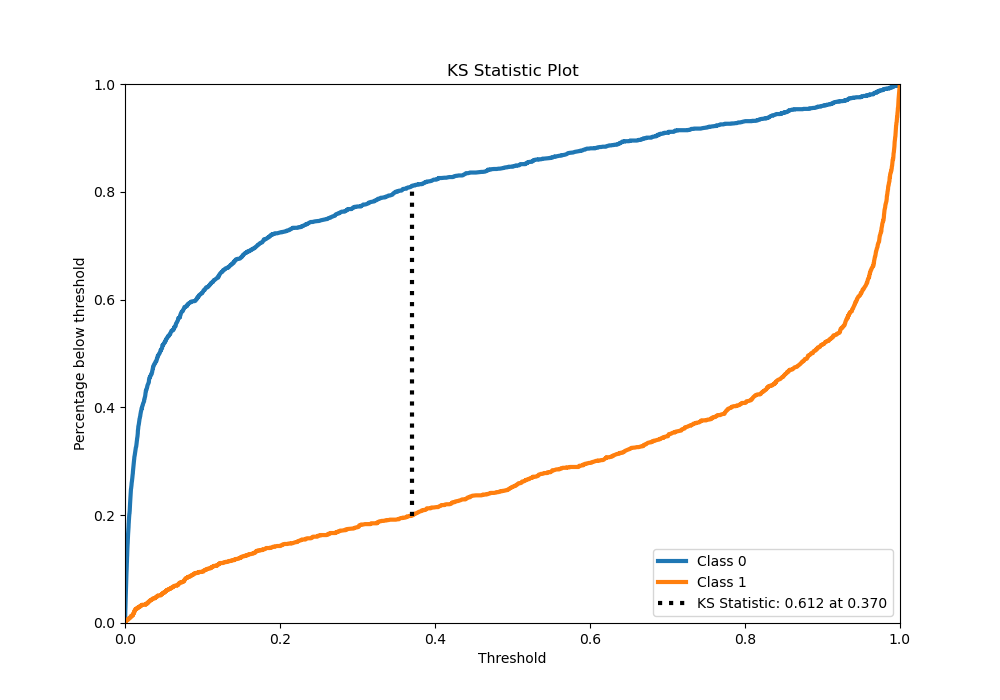 KS Statistic Plot
1.0
0.8
0.6
0.4
0.2
0.0
Percentage below threshold
0.0 0.2 0.4 0.6 0.8 1.0
Threshold
Class 0
Class 1
KS Statistic: 0.612 at 0.370